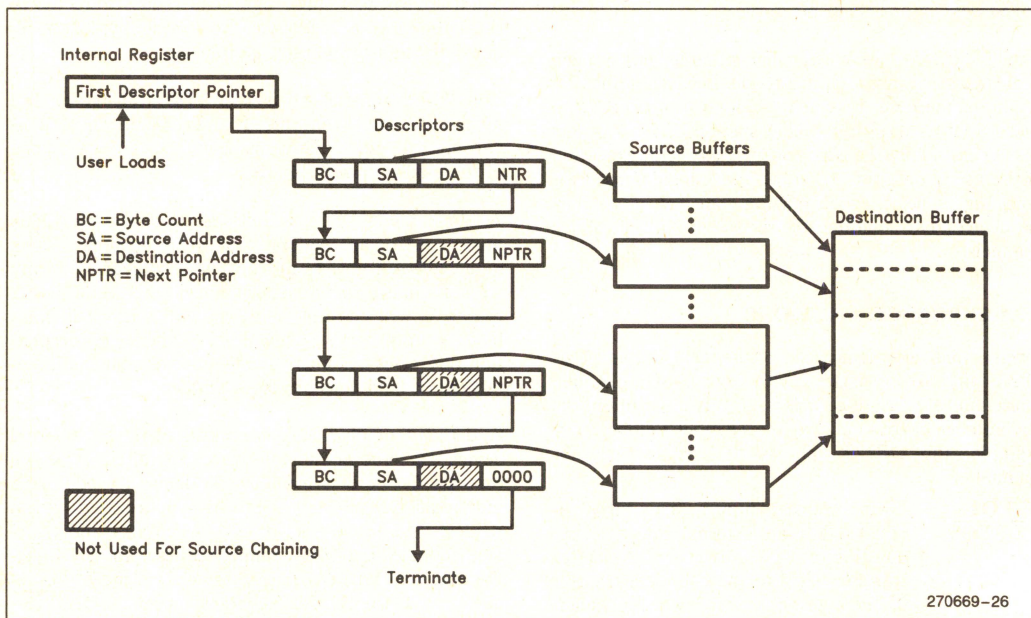 Internal Register
First Descriptor Pointer
User Loads
Descriptors
Source Buffers
Destination Buffer
BC SA DA NTR
BC = Byte Count
SA = Source Address
DA = Destination Address
NPTR = Next Pointer
BC SA DA NPTR
BC SA DA NPTR
BC SA DA 0000
Not Used For Source Chaining
Terminate
270669-26